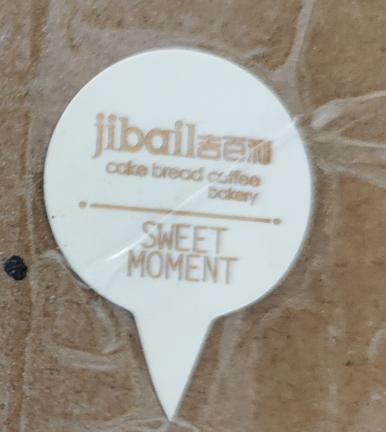 jibail吉百利
cake bread coffee
bakery
SWEET
MOMENT